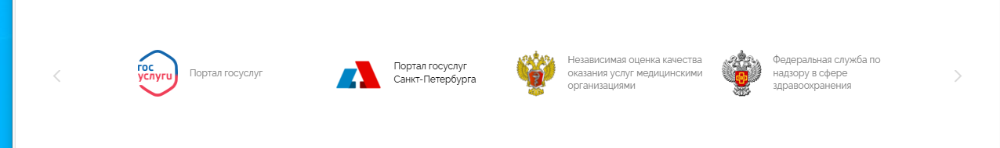 гос
услуги
Портал госуслуг
Портал госуслуг
Санкт-Петербурга
Независимая оценка качества
оказания услуг медицинскими
организациями
Федеральная служба по
надзору в сфере
здравоохранения